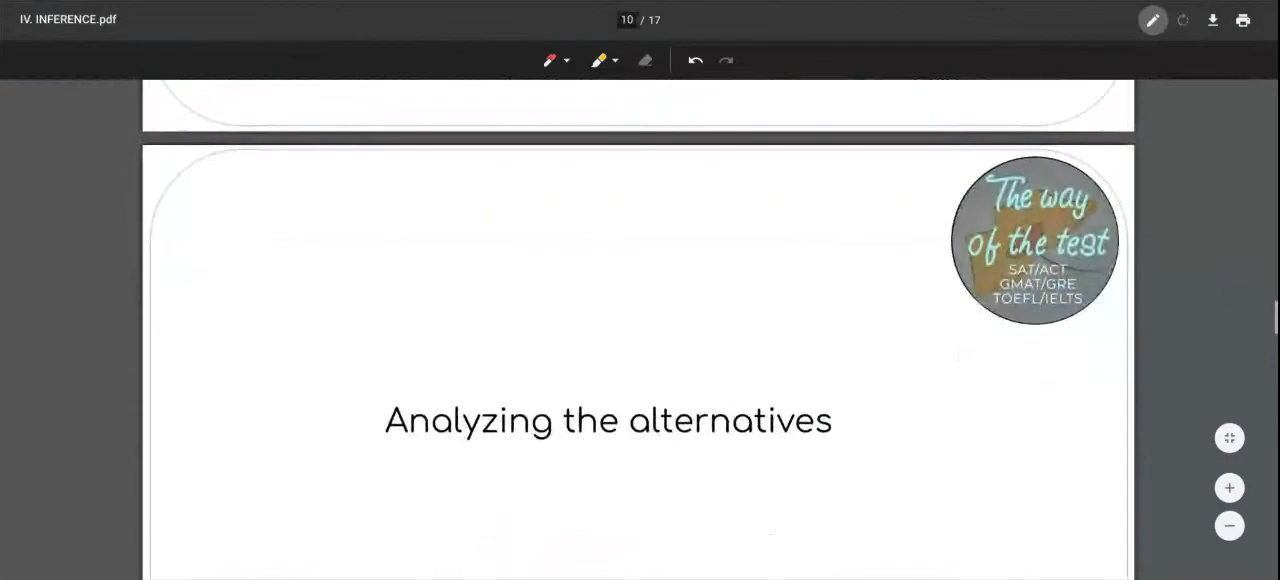 IV. INFERENCE.pdf
10 / 17
The way
of the test
SAT/ACT
GMAT/GRE
TOEFL/IELTS
Analyzing the alternatives